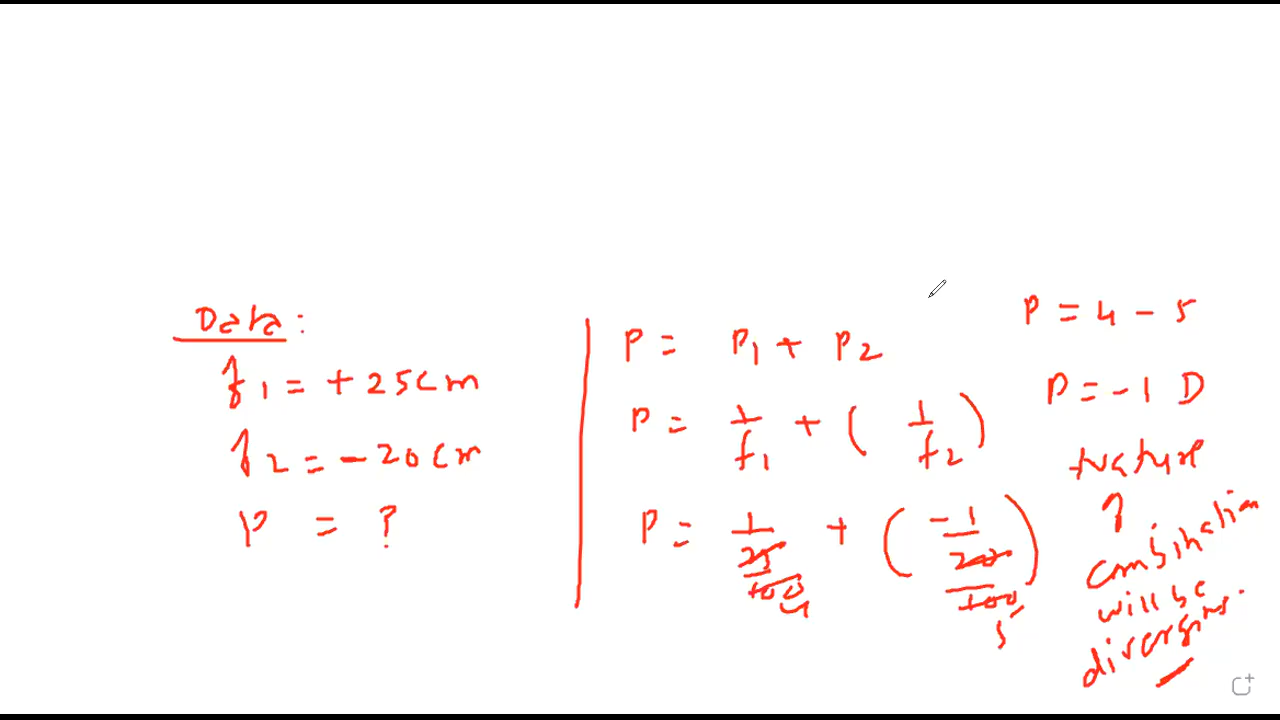 Data:
f1 = +25cm
f2 = -20cm
P = ?
P = P1 + P2
P = 1/f1 + (1/f2)
P = 1/(25/100) 4 + (-1/(20/100)) 5
P = 4 - 5
P = -1 D
Nature
of
combination
will be
diverging.